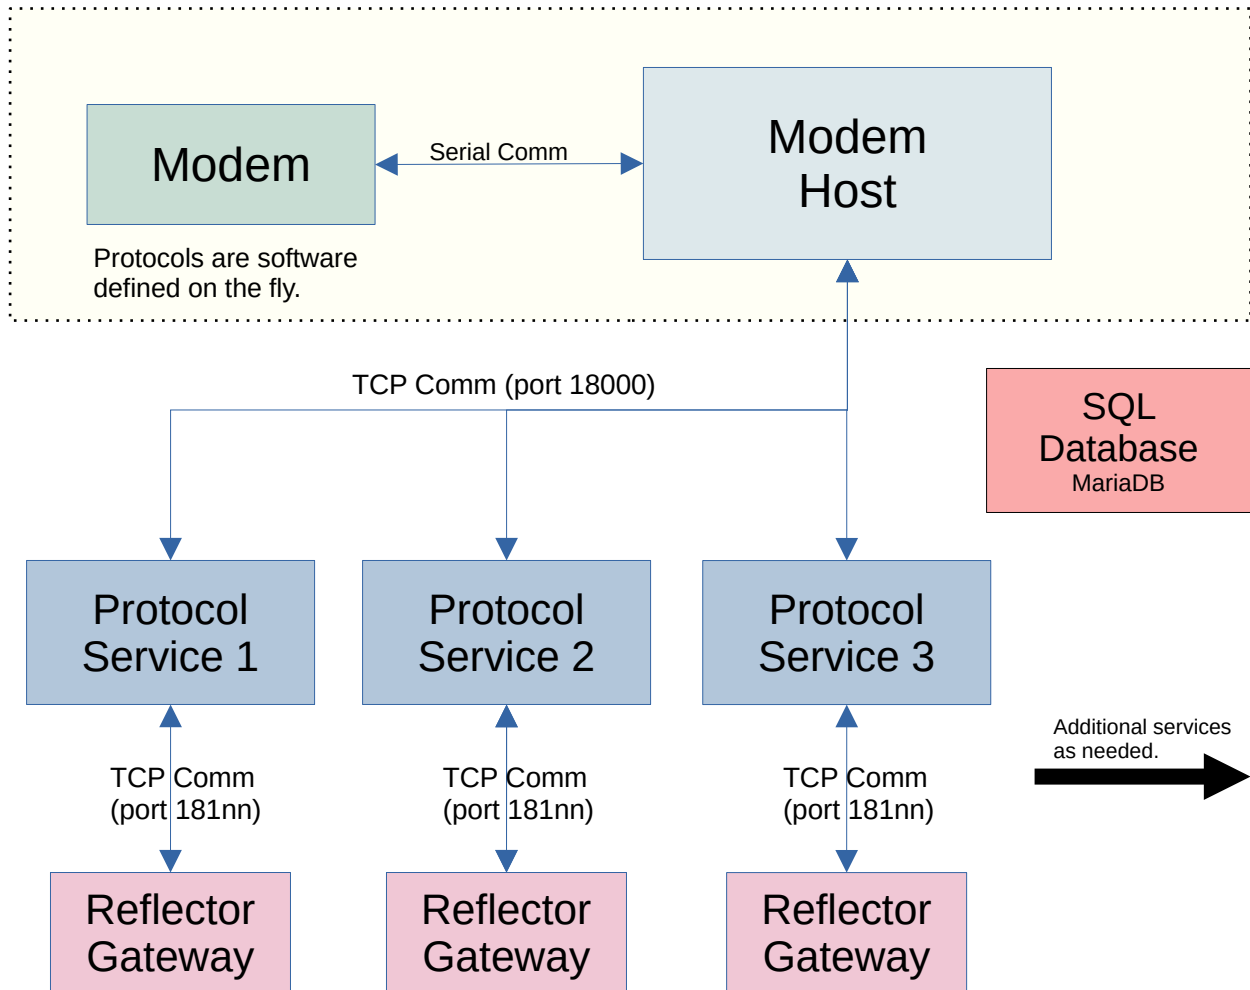 Modem
Serial Comm
Modem
Host
Protocols are software
defined on the fly.
TCP Comm (port 18000)
SQL
Database
MariaDB
Protocol
Service 1
Protocol
Service 2
Protocol
Service 3
Additional services
as needed.
TCP Comm
(port 181nn)
TCP Comm
(port 181nn)
TCP Comm
(port 181nn)
Reflector
Gateway
Reflector
Gateway
Reflector
Gateway